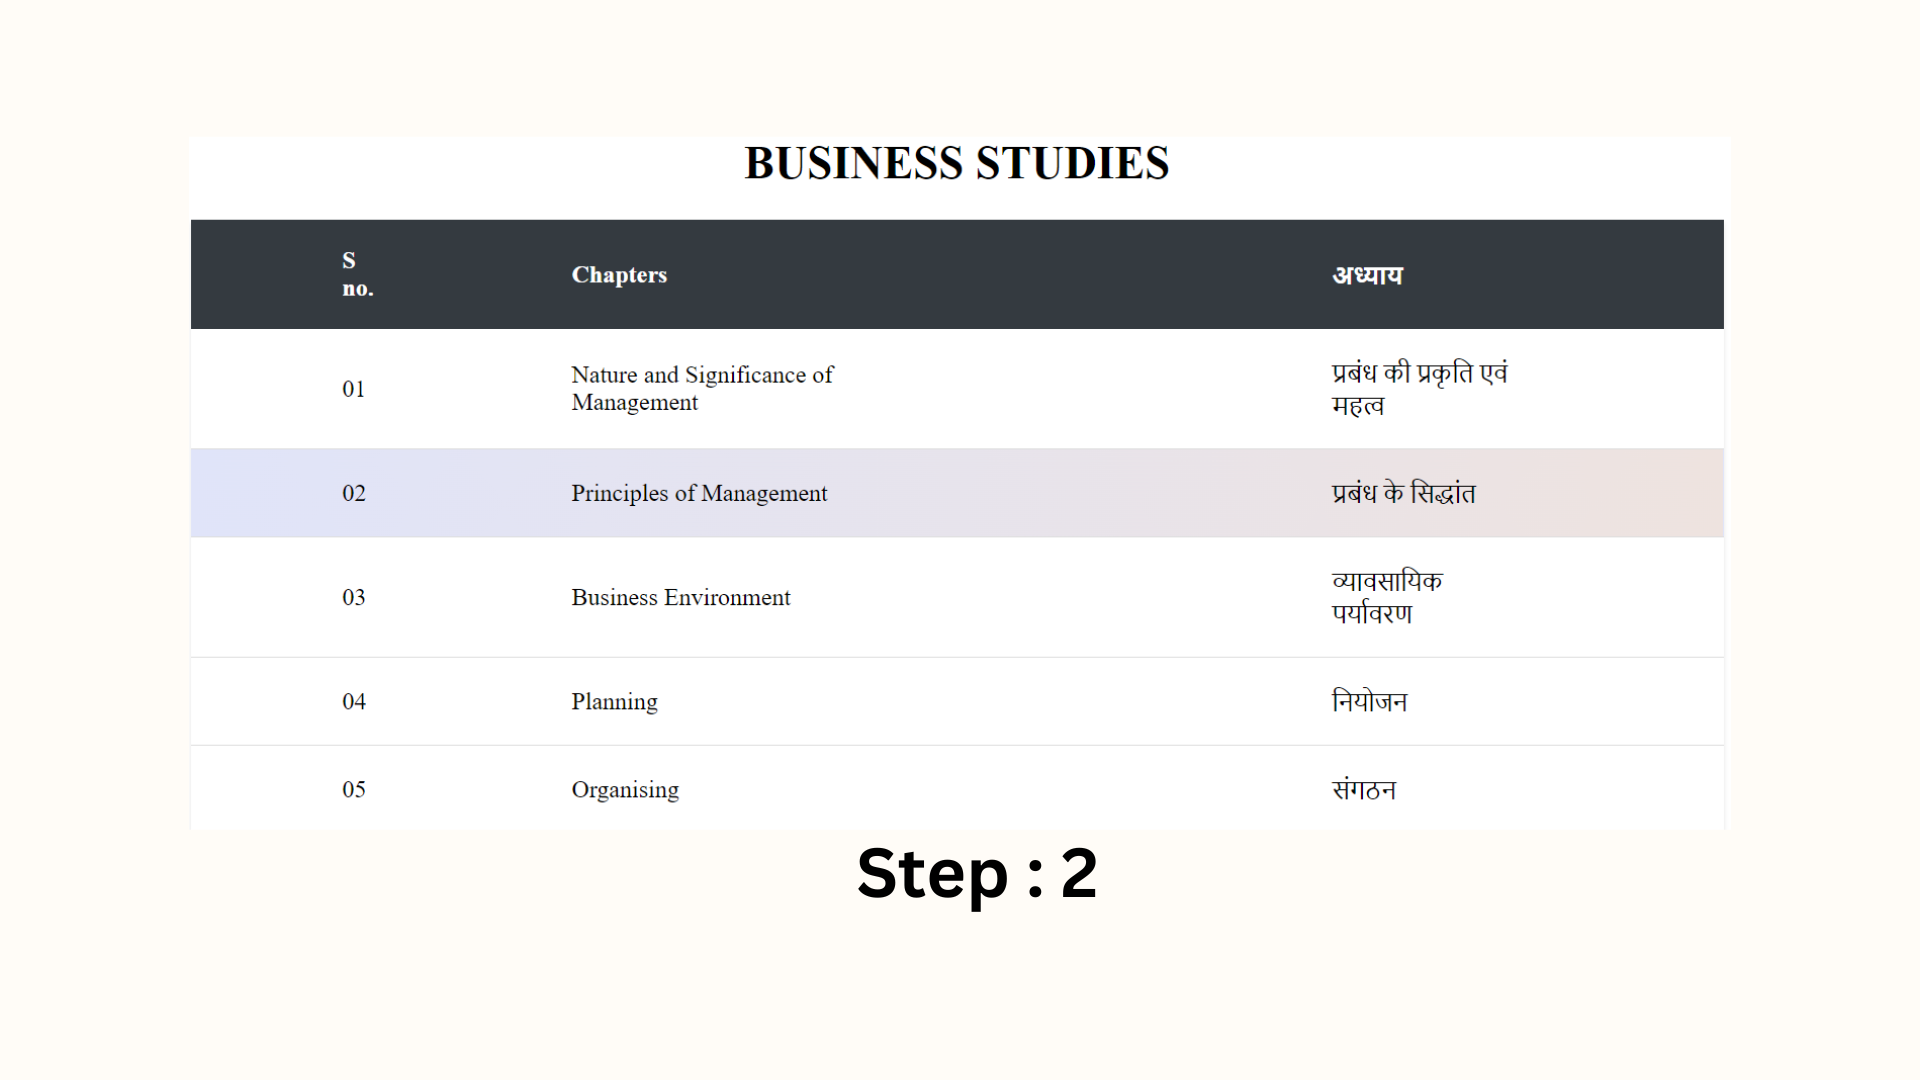 BUSINESS STUDIES
S
no.
Chapters
अध्याय
01
Nature and Significance of
Management
प्रबंध की प्रकृति एवं
महत्व
02
Principles of Management
प्रबंध के सिद्धांत
03
Business Environment
व्यावसायिक
पर्यावरण
04
Planning
नियोजन
05
Organising
संगठन
Step : 2